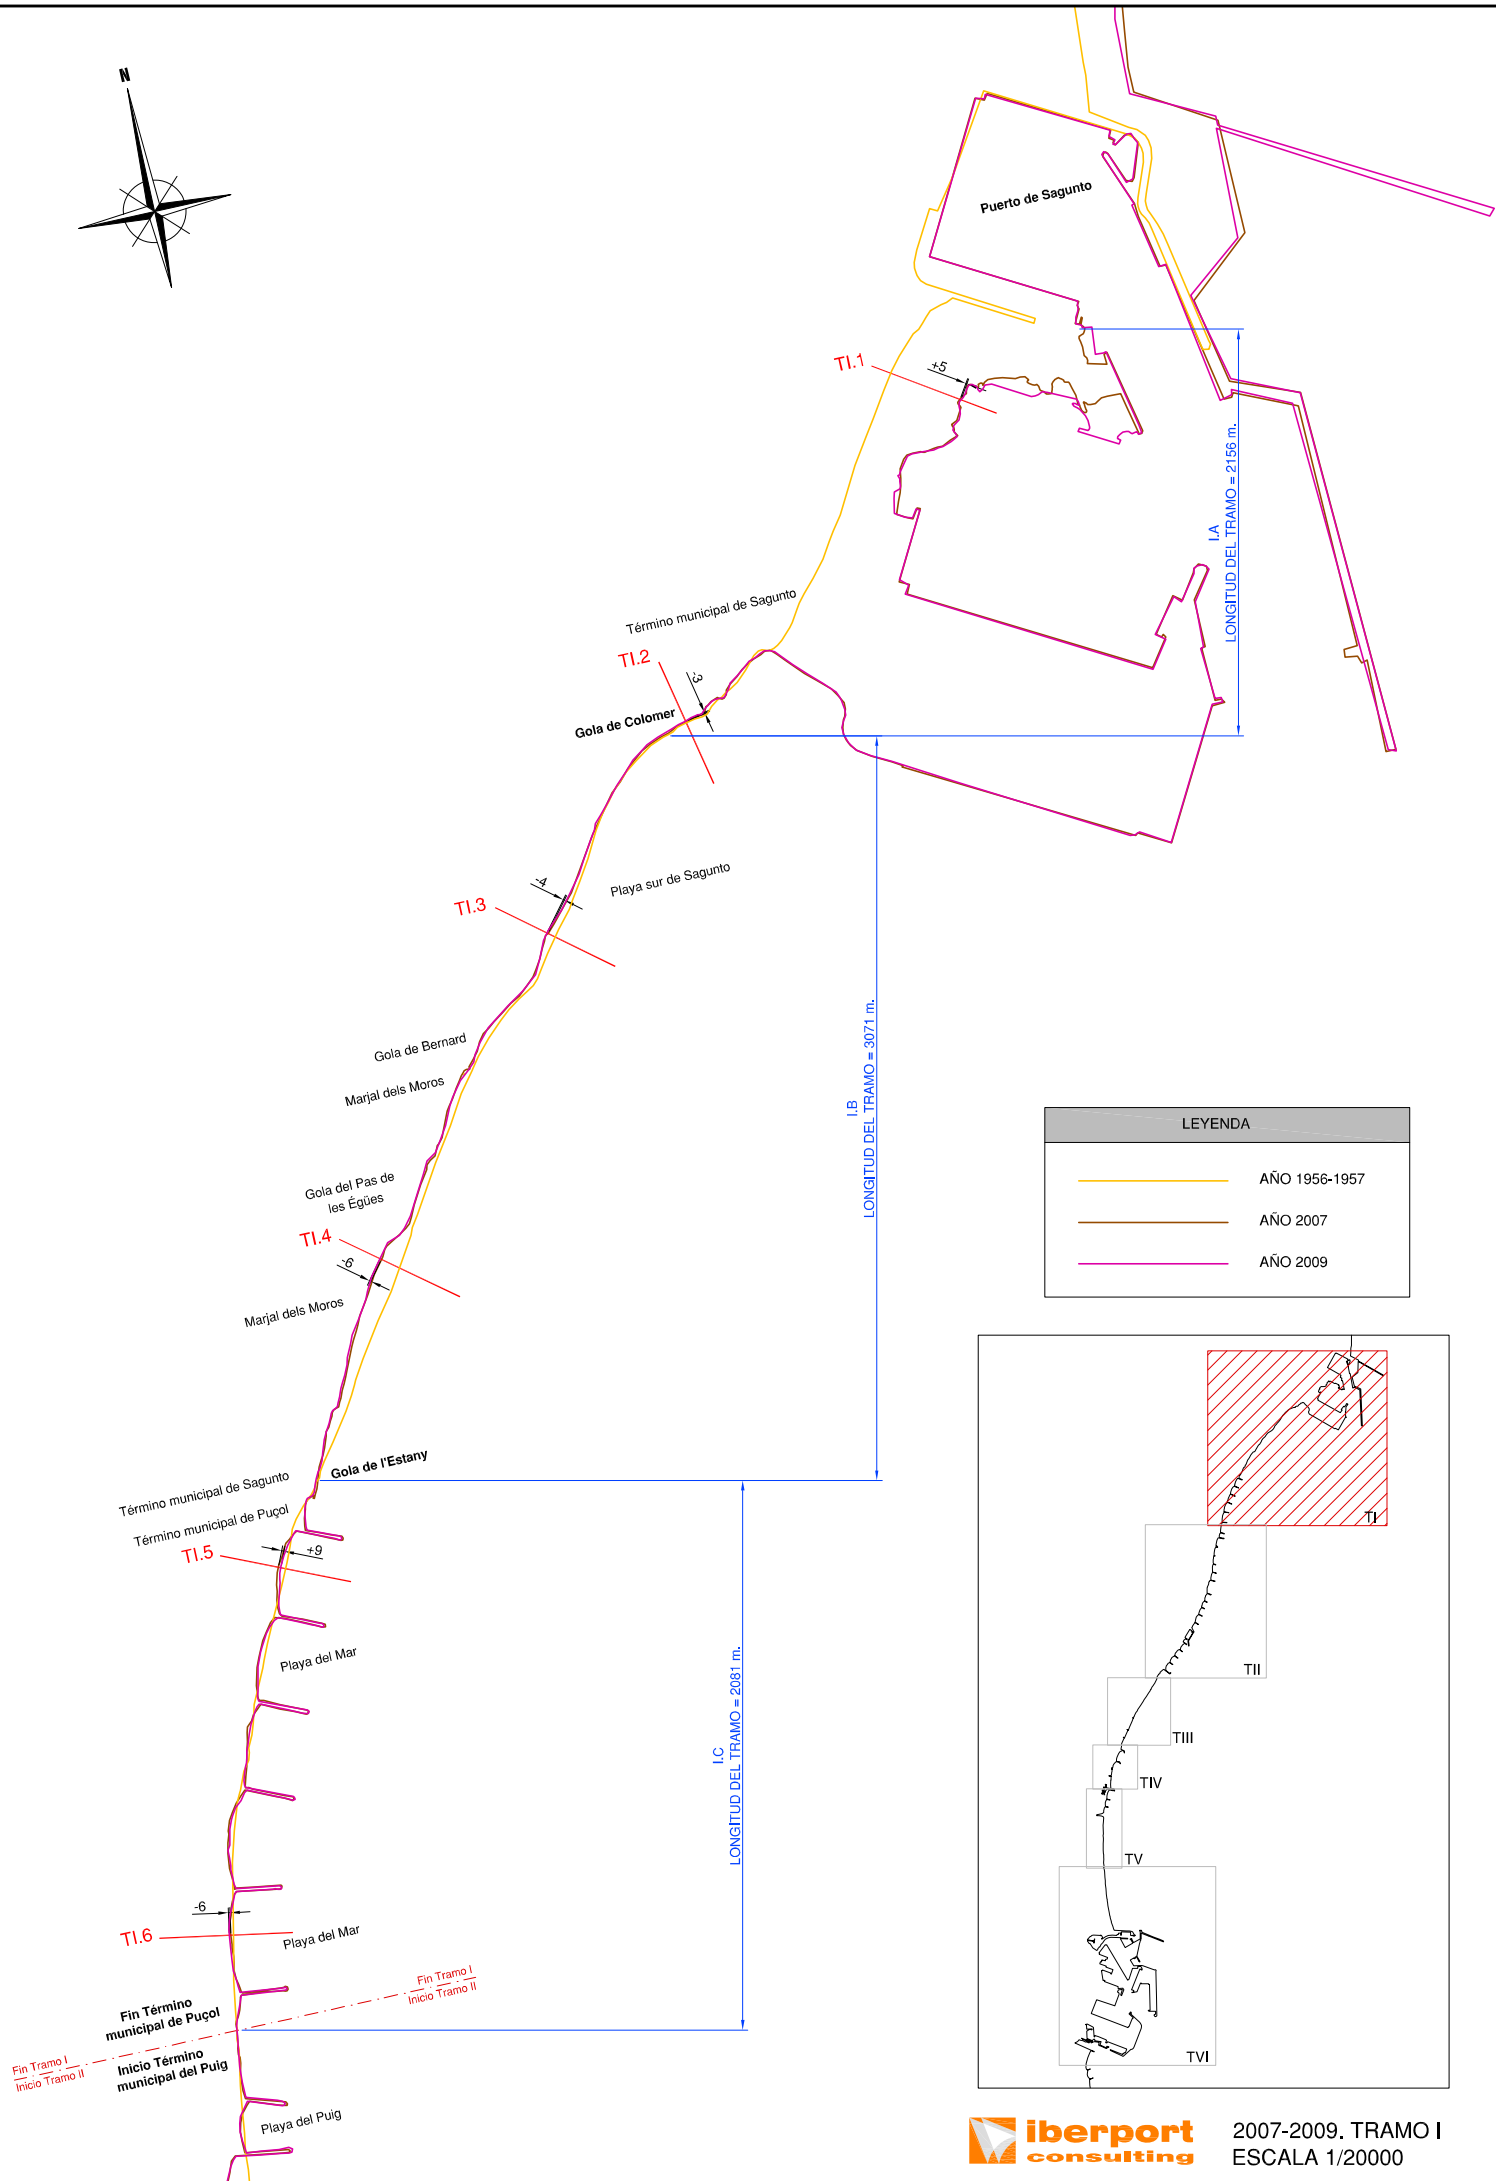 N
Puerto de Sagunto
TI.1
+5
I.A
LONGITUD DEL TRAMO = 2156 m.
Término municipal de Sagunto
TI.2
-3
Gola de Colomer
Playa sur de Sagunto
-4
TI.3
Gola de Bernard
Marjal dels Moros
I.B
LONGITUD DEL TRAMO = 3071 m.
Gola del Pas de
les Égües
TI.4
-6
Marjal dels Moros
LEYENDA
AÑO 1956-1957
AÑO 2007
AÑO 2009
Gola de l'Estany
Término municipal de Sagunto
Término municipal de Puçol
TI.5
+9
Playa del Mar
I.C
LONGITUD DEL TRAMO = 2081 m.
-6
TI.6
Playa del Mar
Fin Tramo I
Inicio Tramo II
Fin Término
municipal de Puçol
Fin Tramo I
Inicio Tramo II
Inicio Término
municipal del Puig
Playa del Puig
TI
TII
TIII
TIV
TV
TVI
iberport
consulting
2007-2009. TRAMO I
ESCALA 1/20000